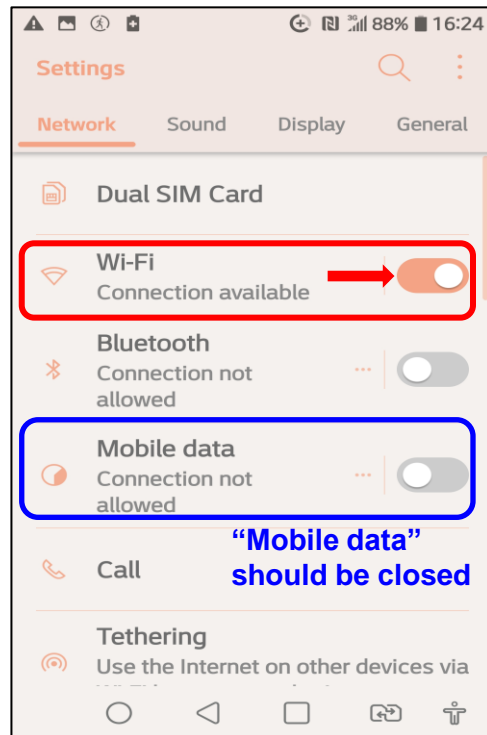 3G 88% 16:24
Settings
Network Sound Display General
Dual SIM Card
Wi-Fi
Connection available
Bluetooth
Connection not
allowed
Mobile data
Connection not
allowed
“Mobile data”
should be closed
Call
Tethering
Use the Internet on other devices via